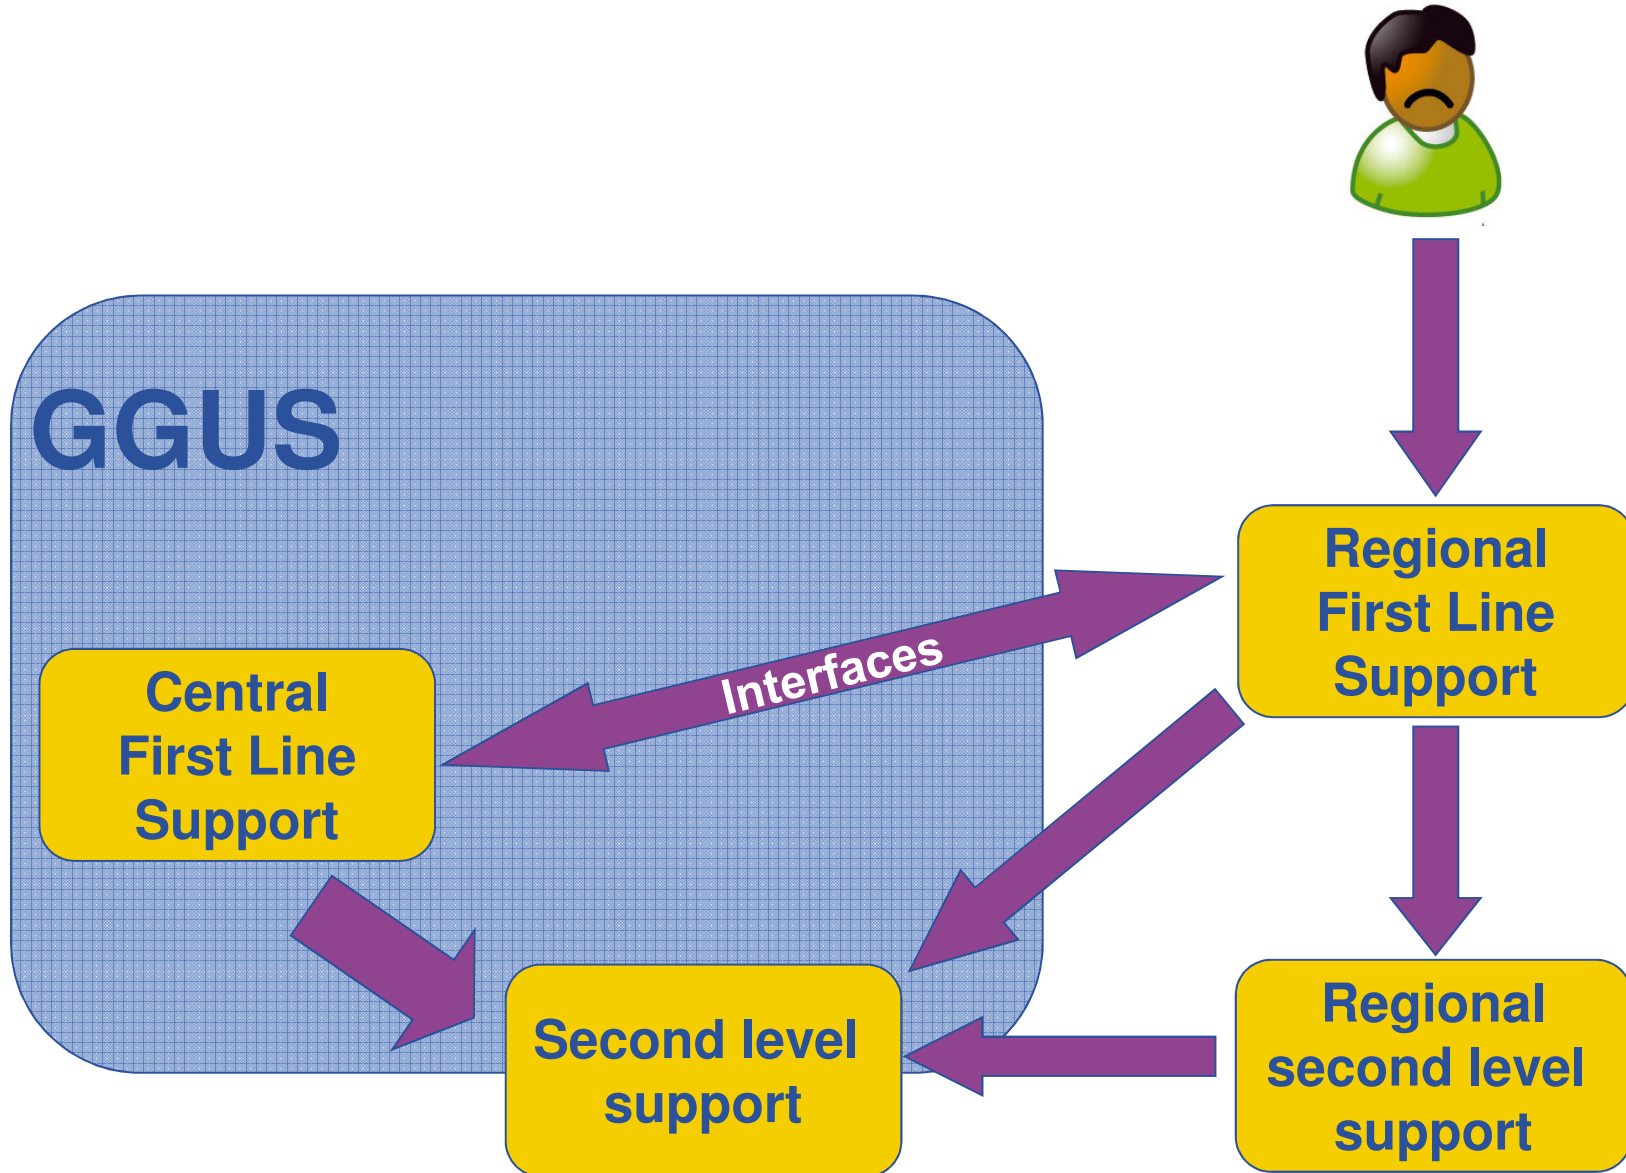 GGUS
Regional
First Line
Support
Interfaces
Central
First Line
Support
Second level
support
Regional
second level
support